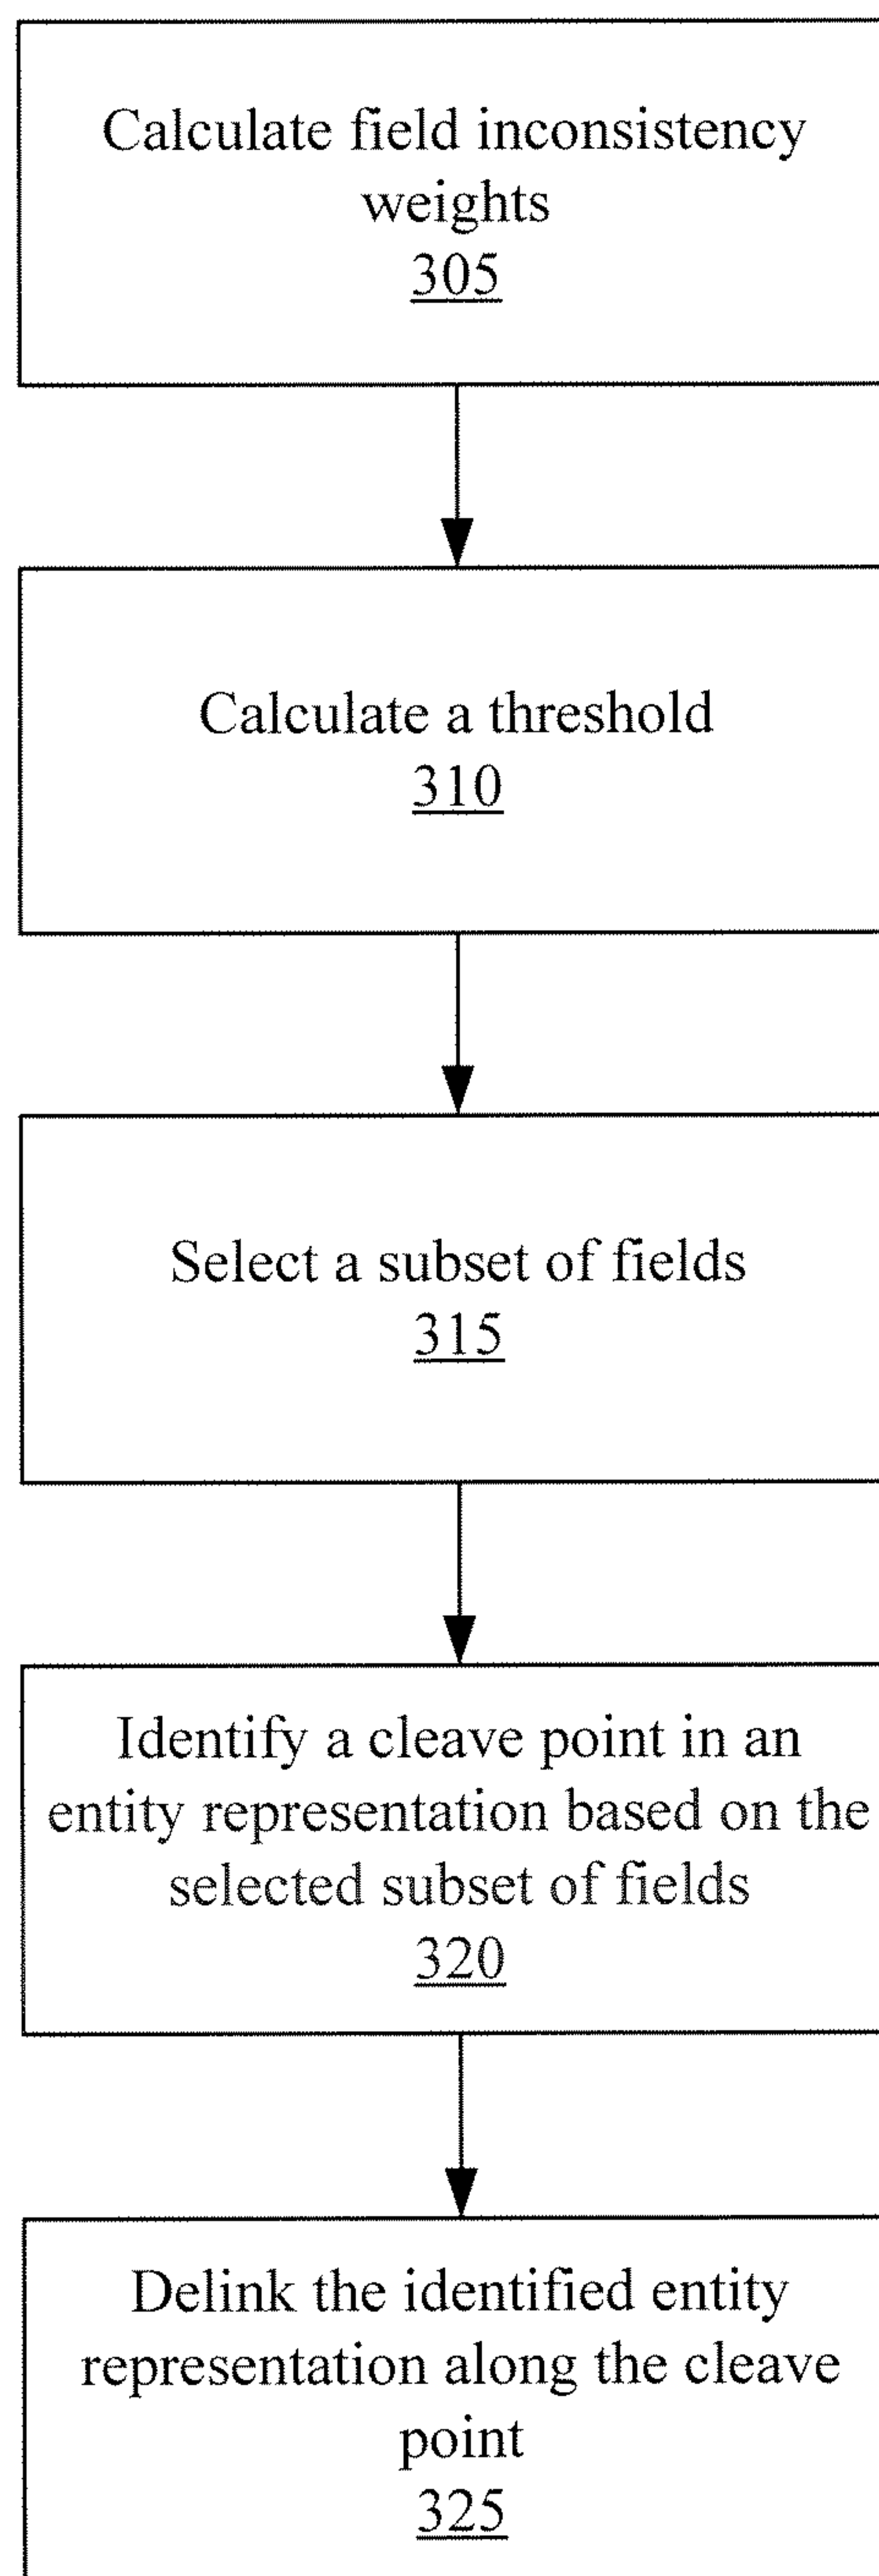 Calculate field inconsistency
weights
305
Calculate a threshold
310
Select a subset of fields
315
Identify a cleave point in an
entity representation based on the
selected subset of fields
320
Delink the identified entity
representation along the cleave
point
325